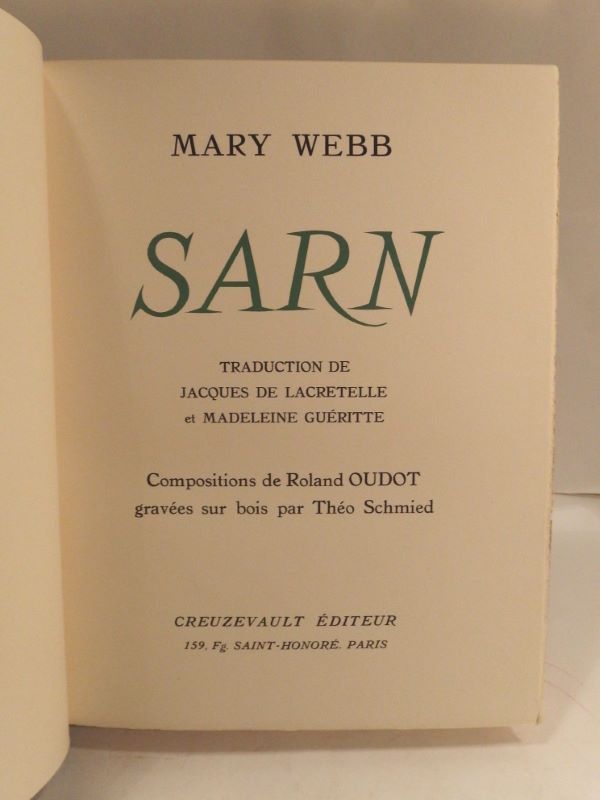 MARY WEBB
SARN
TRADUCTION DE
JACQUES DE LACRETELLE
et MADELEINE GUÉRITTE
Compositions de Roland OUDOT
gravées sur bois par Théo Schmied
CREUZEVAULT ÉDITEUR
159, Fg. SAINT-HONORÉ. PARIS